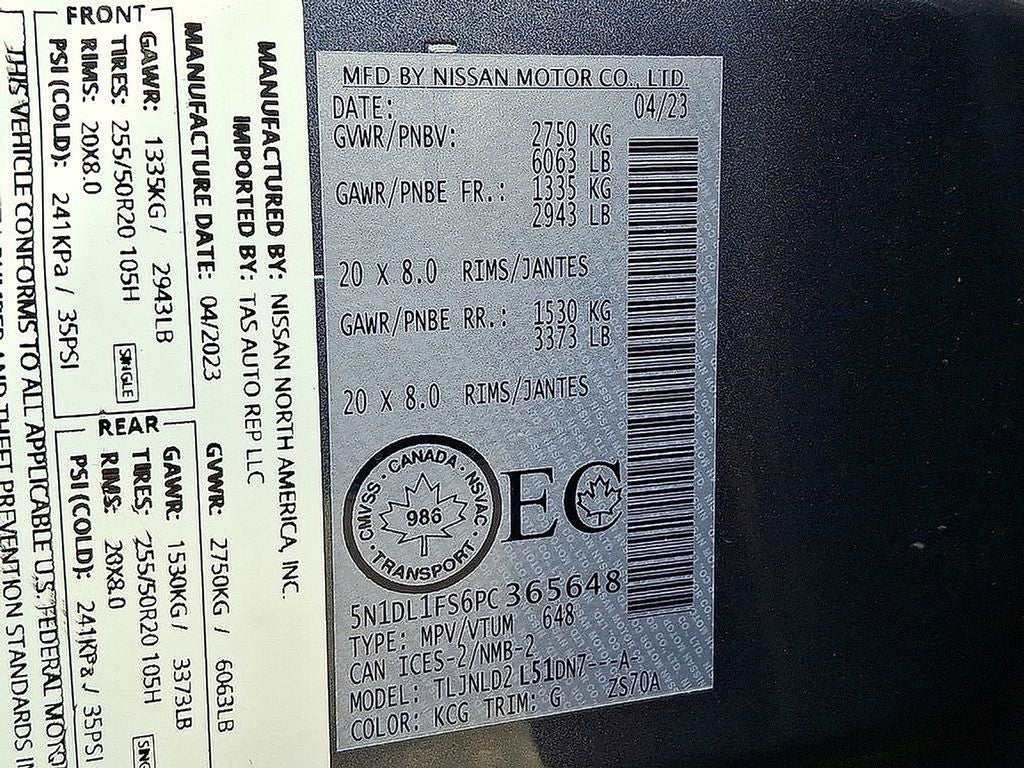 MFD BY NISSAN MOTOR CO., LTD.
DATE: 04/23
GVWR/PNBV: 2750 KG
6063 LB
GAWR/PNBE FR.: 1335 KG
2943 LB
20 X 8.0 RIMS/JANTES
GAWR/PNBE RR.: 1530 KG
3373 LB
20 X 8.0 RIMS/JANTES
CANADA · NSVAC · TRANSPORT · CMVSS ·
986
EC
5N1DL1FS6PC365648
TYPE: MPV/VTUM 648
CAN ICES-2/NMB-2
MODEL: TLJNLD2 L51DN7---A-
COLOR: KCG TRIM: G ZS70A
MANUFACTURED BY: NISSAN NORTH AMERICA, INC.
IMPORTED BY: TAS AUTO REP LLC
MANUFACTURE DATE: 04/2023 GVWR: 2750KG / 6063LB
FRONT
GAWR: 1335KG / 2943LB
TIRES: 255/50R20 105H SINGLE
RIMS: 20X8.0
PSI (COLD): 241KPa / 35PSI
REAR
GAWR: 1530KG / 3373LB
TIRES: 255/50R20 105H
RIMS: 20X8.0
PSI (COLD): 241KPa / 35PSI
THIS VEHICLE CONFORMS TO ALL APPLICABLE U.S. FEDERAL
AND THEFT PREVENTION STANDARDS